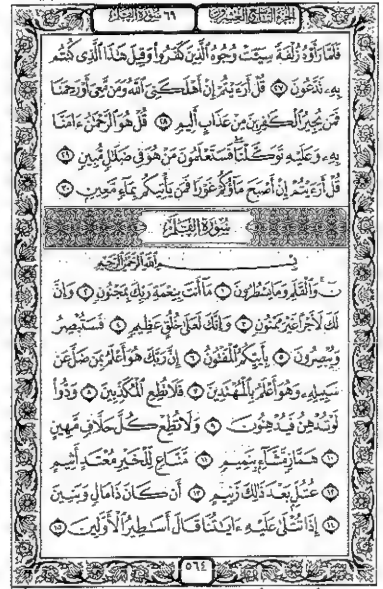 الجزء التاسع والعشرون
سورة القلم
فَلَمَّا رَأَوْهُ زُلْفَةً سِيٓـَٔتْ وُجُوهُ ٱلَّذِينَ كَفَرُوا۟ وَقِيلَ هَٰذَا ٱلَّذِى كُنتُم
بِهِۦ تَدَّعُونَ ٢٧ قُلْ أَرَءَيْتُمْ إِنْ أَهْلَكَنِىَ ٱللَّهُ وَمَن مَّعِىَ أَوْ رَحِمَنَا
فَمَن يُجِيرُ ٱلْكَٰفِرِينَ مِنْ عَذَابٍ أَلِيمٍ ٢٨ قُلْ هُوَ ٱلرَّحْمَٰنُ ءَامَنَّا
بِهِۦ وَعَلَيْهِ تَوَكَّلْنَا فَسَتَعْلَمُونَ مَنْ هُوَ فِى ضَلَٰلٍ مُّبِينٍ ٢٩
قُلْ أَرَءَيْتُمْ إِنْ أَصْبَحَ مَآؤُكُمْ غَوْرًا فَمَن يَأْتِيكُم بِمَآءٍ مَّعِينٍ ٣٠
سُورَةُ الْقَلَمِ
بِسْمِ ٱللَّهِ ٱلرَّحْمَٰنِ ٱلرَّحِيمِ
نٓ وَٱلْقَلَمِ وَمَا يَسْطُرُونَ ١ مَآ أَنتَ بِنِعْمَةِ رَبِّكَ بِمَجْنُونٍ ٢ وَإِنَّ
لَكَ لَأَجْرًا غَيْرَ مَمْنُونٍ ٣ وَإِنَّكَ لَعَلَىٰ خُلُقٍ عَظِيمٍ ٤ فَسَتُبْصِرُ
وَيُبْصِرُونَ ٥ بِأَييِّكُمُ ٱلْمَفْتُونُ ٦ إِنَّ رَبَّكَ هُوَ أَعْلَمُ بِمَن ضَلَّ عَن
سَبِيلِهِۦ وَهُوَ أَعْلَمُ بِٱلْمُهْتَدِينَ ٧ فَلَا تُطِعِ ٱلْمُكَذِّبِينَ ٨ وَدُّوا۟
لَوْ تُدْهِنُ فَيُدْهِنُونَ ٩ وَلَا تُطِعْ كُلَّ حَلَّافٍ مَّهِينٍ
١٠ هَمَّازٍ مَّشَّآءٍۭ بِنَمِيمٍ ١١ مَّنَّاعٍ لِّلْخَيْرِ مُعْتَدٍ أَثِيمٍ
١٢ عُتُلٍّۭ بَعْدَ ذَٰلِكَ زَنِيمٍ ١٣ أَن كَانَ ذَا مَالٍ وَبَنِينَ
١٤ إِذَا تُتْلَىٰ عَلَيْهِ ءَايَٰتُنَا قَالَ أَسَٰطِيرُ ٱلْأَوَّلِينَ ١٥
٥٦٤